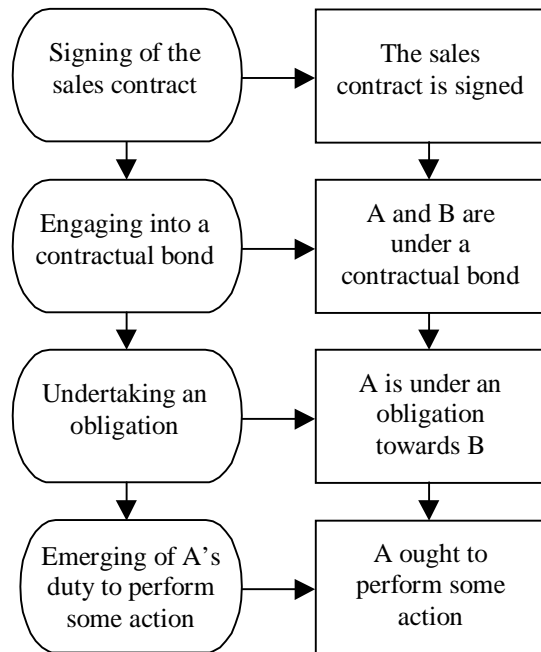 Signing of the
sales contract
The sales
contract is signed
Engaging into a
contractual bond
A and B are
under a
contractual bond
Undertaking an
obligation
A is under an
obligation
towards B
Emerging of A's
duty to perform
some action
A ought to
perform some
action